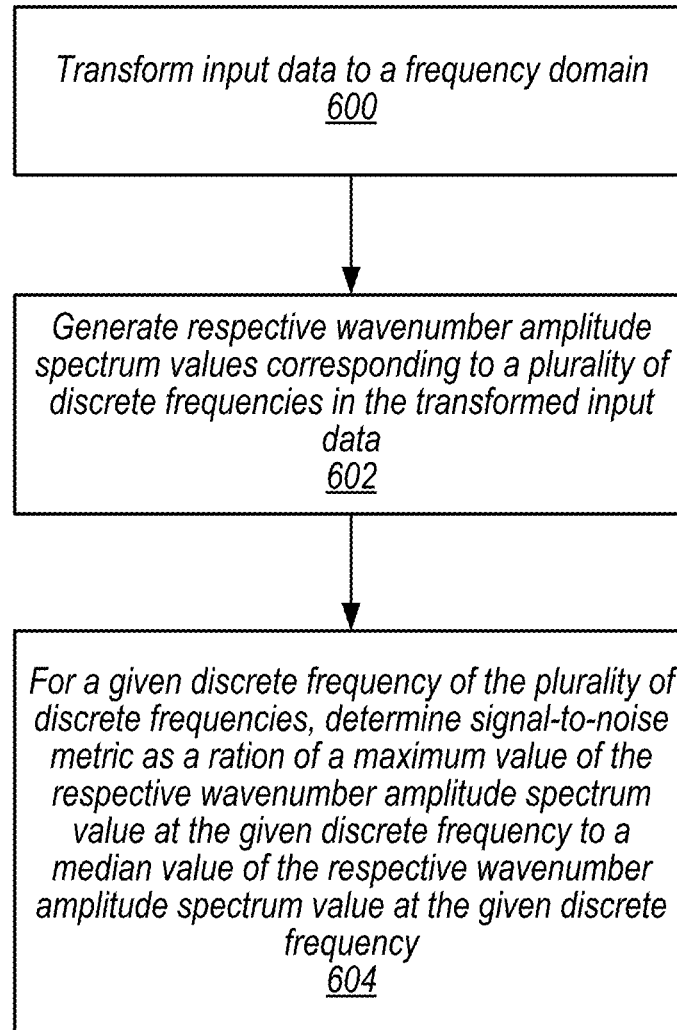 Transform input data to a frequency domain
600
Generate respective wavenumber amplitude
spectrum values corresponding to a plurality of
discrete frequencies in the transformed input
data
602
For a given discrete frequency of the plurality of
discrete frequencies, determine signal-to-noise
metric as a ration of a maximum value of the
respective wavenumber amplitude spectrum
value at the given discrete frequency to a
median value of the respective wavenumber
amplitude spectrum value at the given discrete
frequency
604